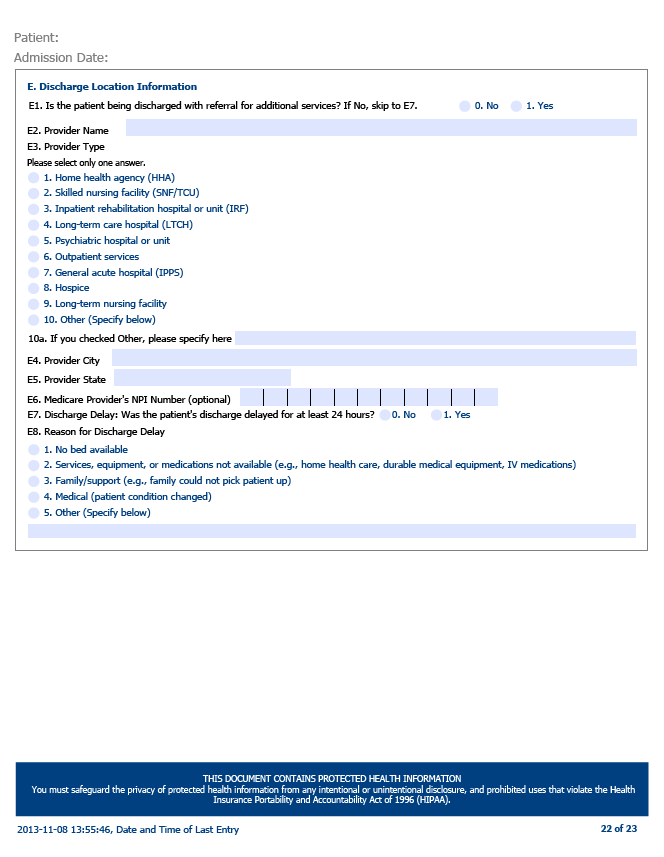 Patient:
Admission Date:
E. Discharge Location Information
E1. Is the patient being discharged with referral for additional services? If No, skip to E7. 0. No 1. Yes
E2. Provider Name
E3. Provider Type
Please select only one answer.
1. Home health agency (HHA)
2. Skilled nursing facility (SNF/TCU)
3. Inpatient rehabilitation hospital or unit (IRF)
4. Long-term care hospital (LTCH)
5. Psychiatric hospital or unit
6. Outpatient services
7. General acute hospital (IPPS)
8. Hospice
9. Long-term nursing facility
10. Other (Specify below)
10a. If you checked Other, please specify here
E4. Provider City
E5. Provider State
E6. Medicare Provider's NPI Number (optional)
E7. Discharge Delay: Was the patient's discharge delayed for at least 24 hours? 0. No 1. Yes
E8. Reason for Discharge Delay
1. No bed available
2. Services, equipment, or medications not available (e.g., home health care, durable medical equipment, IV medications)
3. Family/support (e.g., family could not pick patient up)
4. Medical (patient condition changed)
5. Other (Specify below)
THIS DOCUMENT CONTAINS PROTECTED HEALTH INFORMATION
You must safeguard the privacy of protected health information from any intentional or unintentional disclosure, and prohibited uses that violate the Health
Insurance Portability and Accountability Act of 1996 (HIPAA).
2013-11-08 13:55:46, Date and Time of Last Entry 22 of 23